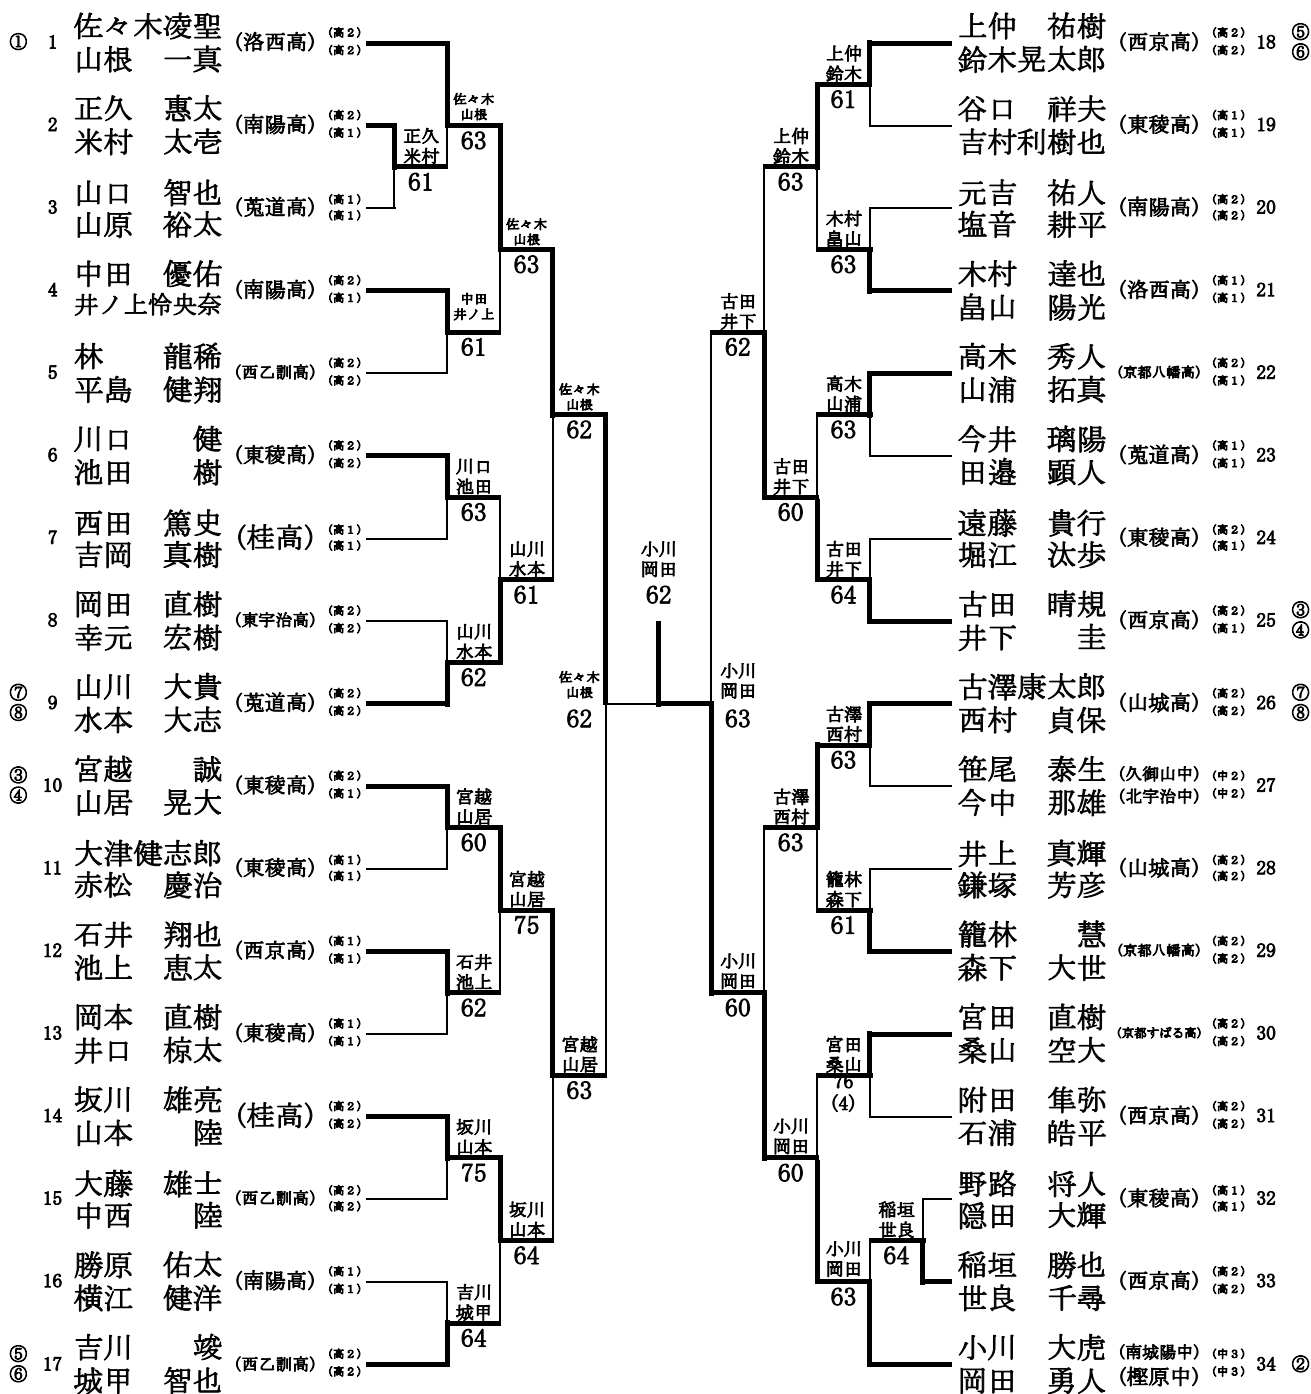 ① 1 佐々木凌聖 (洛西高) (高2)
山根 一真 (高2)
2 正久 惠太 (南陽高) (高2)
米村 太壱 (高1)
3 山口 智也 (莵道高) (高1)
山原 裕太 (高1)
4 中田 優佑 (南陽高) (高2)
井ノ上怜央奈 (高1)
5 林 龍稀 (西乙訓高) (高2)
平島 健翔 (高2)
6 川口 健 (東稜高) (高2)
池田 樹 (高2)
7 西田 篤史 (桂高) (高1)
吉岡 真樹 (高1)
8 岡田 直樹 (東宇治高) (高2)
幸元 宏樹 (高2)
⑦ ⑧ 9 山川 大貴 (莵道高) (高2)
水本 大志 (高2)
③ ④ 10 宮越 誠 (東稜高) (高2)
山居 晃大 (高1)
11 大津健志郎 (東稜高) (高1)
赤松 慶治 (高1)
12 石井 翔也 (西京高) (高1)
池上 恵太 (高1)
13 岡本 直樹 (東稜高) (高1)
井口 椋太 (高1)
14 坂川 雄亮 (桂高) (高2)
山本 陸 (高2)
15 大藤 雄士 (西乙訓高) (高2)
中西 陸 (高2)
16 勝原 佑太 (南陽高) (高1)
横江 健洋 (高1)
⑤ ⑥ 17 吉川 竣 (西乙訓高) (高2)
城甲 智也 (高2)
正久
米村
61
佐々木
山根
63
中田
井ノ上
61
川口
池田
63
山川
水本
62
宮越
山居
60
石井
池上
62
坂川
山本
75
吉川
城甲
64
佐々木
山根
63
山川
水本
61
宮越
山居
75
坂川
山本
64
佐々木
山根
62
宮越
山居
63
佐々木
山根
62
小川
岡田
62
小川
岡田
63
古田
井下
62
小川
岡田
60
上仲
鈴木
63
古田
井下
60
古澤
西村
63
小川
岡田
60
上仲
鈴木
61
木村
畠山
63
高木
山浦
63
古田
井下
64
古澤
西村
63
籠林
森下
61
宮田
桑山
76
(4)
小川
岡田
63
稲垣
世良
64
上仲 祐樹 (西京高) (高2) 18 ⑤
鈴木晃太郎 (高2) ⑥
谷口 祥夫 (東稜高) (高1) 19
吉村利樹也 (高1)
元吉 祐人 (南陽高) (高2) 20
塩音 耕平 (高2)
木村 達也 (洛西高) (高1) 21
畠山 陽光 (高1)
高木 秀人 (京都八幡高) (高2) 22
山浦 拓真 (高1)
今井 璃陽 (莵道高) (高1) 23
田邉 顕人 (高1)
遠藤 貴行 (東稜高) (高2) 24
堀江 汰歩 (高1)
古田 晴規 (西京高) (高2) 25 ③
井下 圭 (高1) ④
古澤康太郎 (山城高) (高2) 26 ⑦
西村 貞保 (高2) ⑧
笹尾 泰生 (久御山中) (中2) 27
今中 那雄 (北宇治中) (中2)
井上 真輝 (山城高) (高2) 28
鎌塚 芳彦 (高2)
籠林 慧 (京都八幡高) (高2) 29
森下 大世 (高2)
宮田 直樹 (京都すばる高) (高2) 30
桑山 空大 (高2)
附田 隼弥 (西京高) (高2) 31
石浦 皓平 (高2)
野路 将人 (東稜高) (高1) 32
隠田 大輝 (高1)
稲垣 勝也 (西京高) (高2) 33
世良 千尋 (高2)
小川 大虎 (南城陽中) (中3) 34 ②
岡田 勇人 (樫原中) (中3)